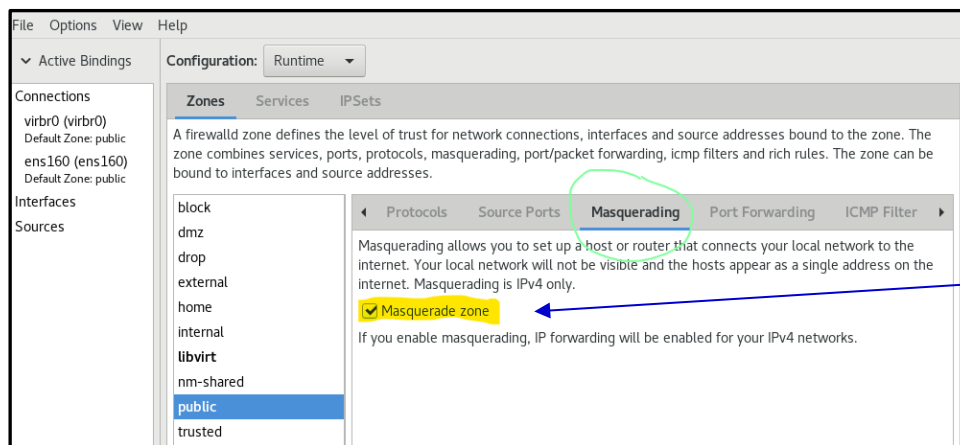 File Options View Help
Active Bindings
Configuration: Runtime
Connections
virbr0 (virbr0)
Default Zone: public
ens160 (ens160)
Default Zone: public
Interfaces
Sources
Zones Services IPSets
A firewalld zone defines the level of trust for network connections, interfaces and source addresses bound to the zone. The
zone combines services, ports, protocols, masquerading, port/packet forwarding, icmp filters and rich rules. The zone can be
bound to interfaces and source addresses.
block
dmz
drop
external
home
internal
libvirt
nm-shared
public
trusted
Protocols Source Ports Masquerading Port Forwarding ICMP Filter
Masquerading allows you to set up a host or router that connects your local network to the
internet. Your local network will not be visible and the hosts appear as a single address on the
internet. Masquerading is IPv4 only.
Masquerade zone
If you enable masquerading, IP forwarding will be enabled for your IPv4 networks.